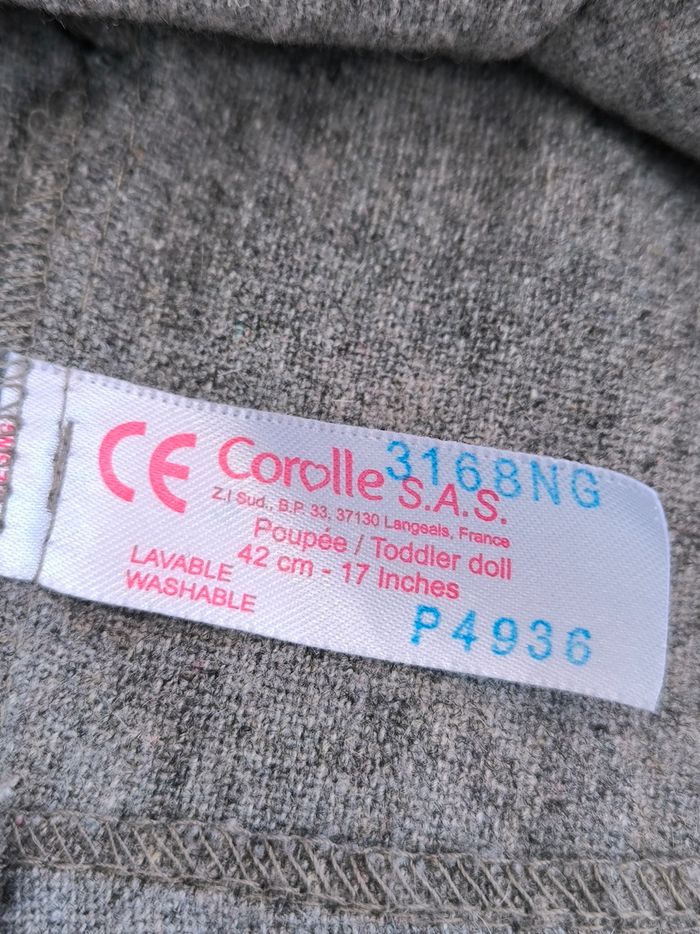 CE Corolle S.A.S.
3168NG
Z.I Sud., B.P. 33, 37130 Langeais, France
Poupée / Toddler doll
42 cm - 17 Inches
LAVABLE
WASHABLE
P4936